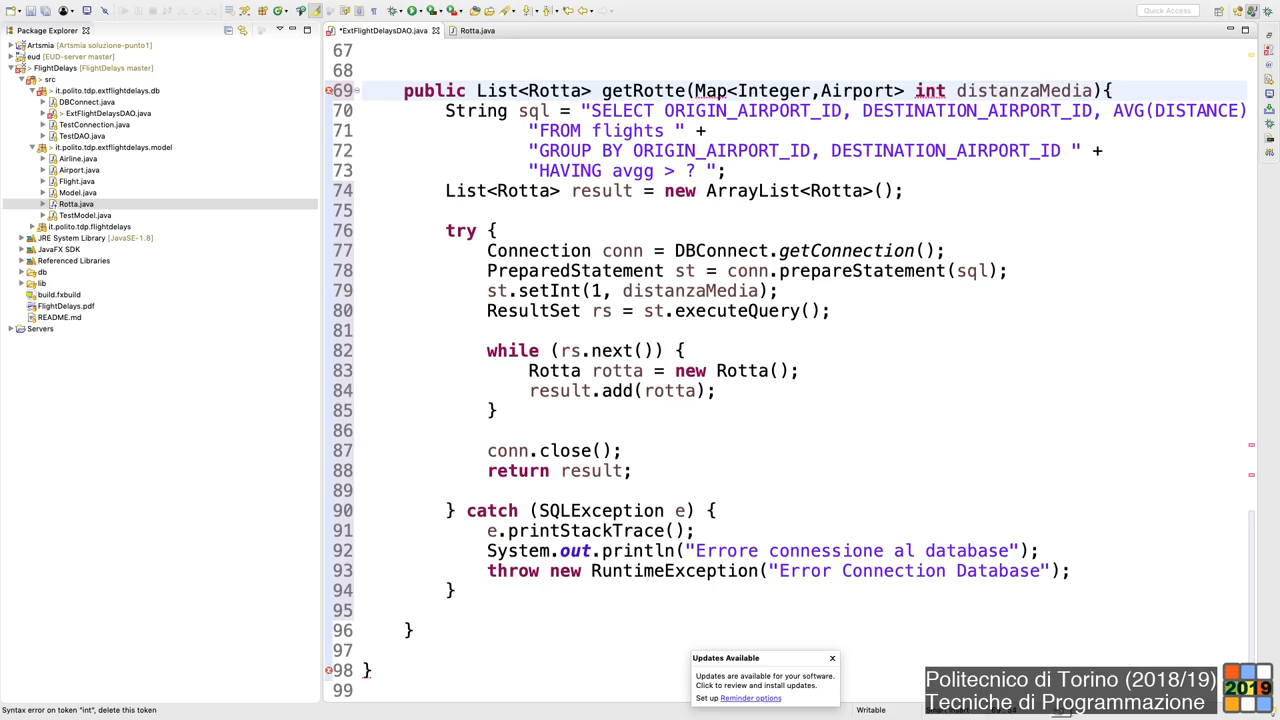 Quick Access
Package Explorer
*ExtFlightDelaysDAO.java
Rotta.java
Artsmia [Artsmia soluzione-punto1]
eud [EUD-server master]
> FlightDelays [FlightDelays master]
> src
> it.polito.tdp.extflightdelays.db
DBConnect.java
> ExtFlightDelaysDAO.java
TestConnection.java
TestDAO.java
> it.polito.tdp.extflightdelays.model
Airline.java
Airport.java
Flight.java
Model.java
Rotta.java
TestModel.java
it.polito.tdp.flightdelays
JRE System Library [JavaSE-1.8]
JavaFX SDK
Referenced Libraries
db
lib
build.fxbuild
FlightDelays.pdf
README.md
Servers
67
68
69 public List<Rotta> getRotte(Map<Integer,Airport> int distanzaMedia){
70 String sql = "SELECT ORIGIN_AIRPORT_ID, DESTINATION_AIRPORT_ID, AVG(DISTANCE)
71 "FROM flights " +
72 "GROUP BY ORIGIN_AIRPORT_ID, DESTINATION_AIRPORT_ID " +
73 "HAVING avgg > ? ";
74 List<Rotta> result = new ArrayList<Rotta>();
75
76 try {
77 Connection conn = DBConnect.getConnection();
78 PreparedStatement st = conn.prepareStatement(sql);
79 st.setInt(1, distanzaMedia);
80 ResultSet rs = st.executeQuery();
81
82 while (rs.next()) {
83 Rotta rotta = new Rotta();
84 result.add(rotta);
85 }
86
87 conn.close();
88 return result;
89
90 } catch (SQLException e) {
91 e.printStackTrace();
92 System.out.println("Errore connessione al database");
93 throw new RuntimeException("Error Connection Database");
94 }
95
96 }
97
98 }
99
Updates Available
Updates are available for your software.
Click to review and install updates.
Set up Reminder options
Politecnico di Torino (2018/19)
Tecniche di Programmazione
2019
Syntax error on token "int", delete this token
Writable